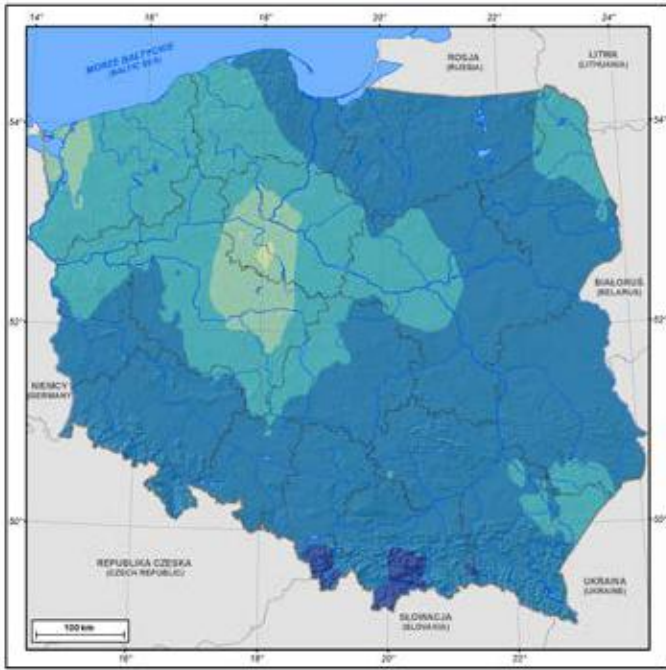 14° 16° 18° 20° 22° 24°
MORZE BAŁTYCKIE
(BALTIC SEA)
ROSJA
(RUSSIA)
LITWA
(LITHUANIA)
54° 54°
BIAŁORUŚ
(BELARUS)
52° 52°
NIEMCY
(GERMANY)
50° 50°
REPUBLIKA CZESKA
(CZECH REPUBLIC)
UKRAINA
(UKRAINE)
SŁOWACJA
(SLOVAKIA)
100 km
16° 18° 20° 22°